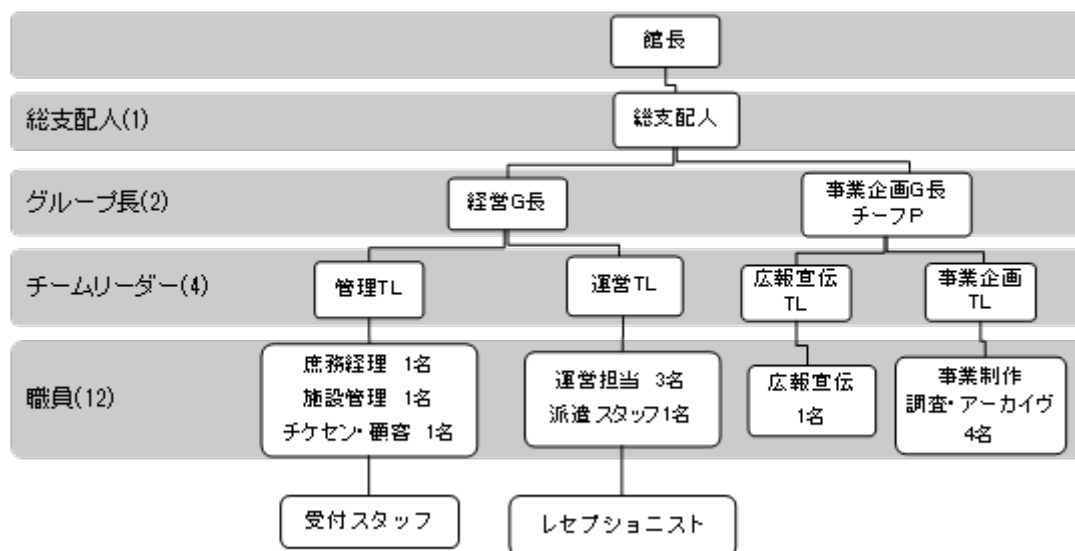 館長
総支配人(1)
総支配人
グループ長(2)
経営G長
事業企画G長
チーフP
チームリーダー(4)
管理TL
運営TL
広報宣伝
TL
事業企画
TL
職員(12)
庶務経理 1名
施設管理 1名
チケセン・顧客 1名
運営担当 3名
派遣スタッフ1名
広報宣伝
1名
事業制作
調査・アーカイヴ
4名
受付スタッフ
レセプショニスト